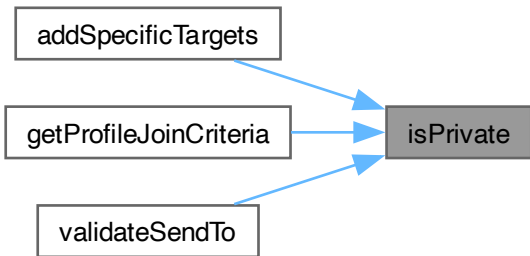 addSpecificTargets
getProfileJoinCriteria
isPrivate
validateSendTo